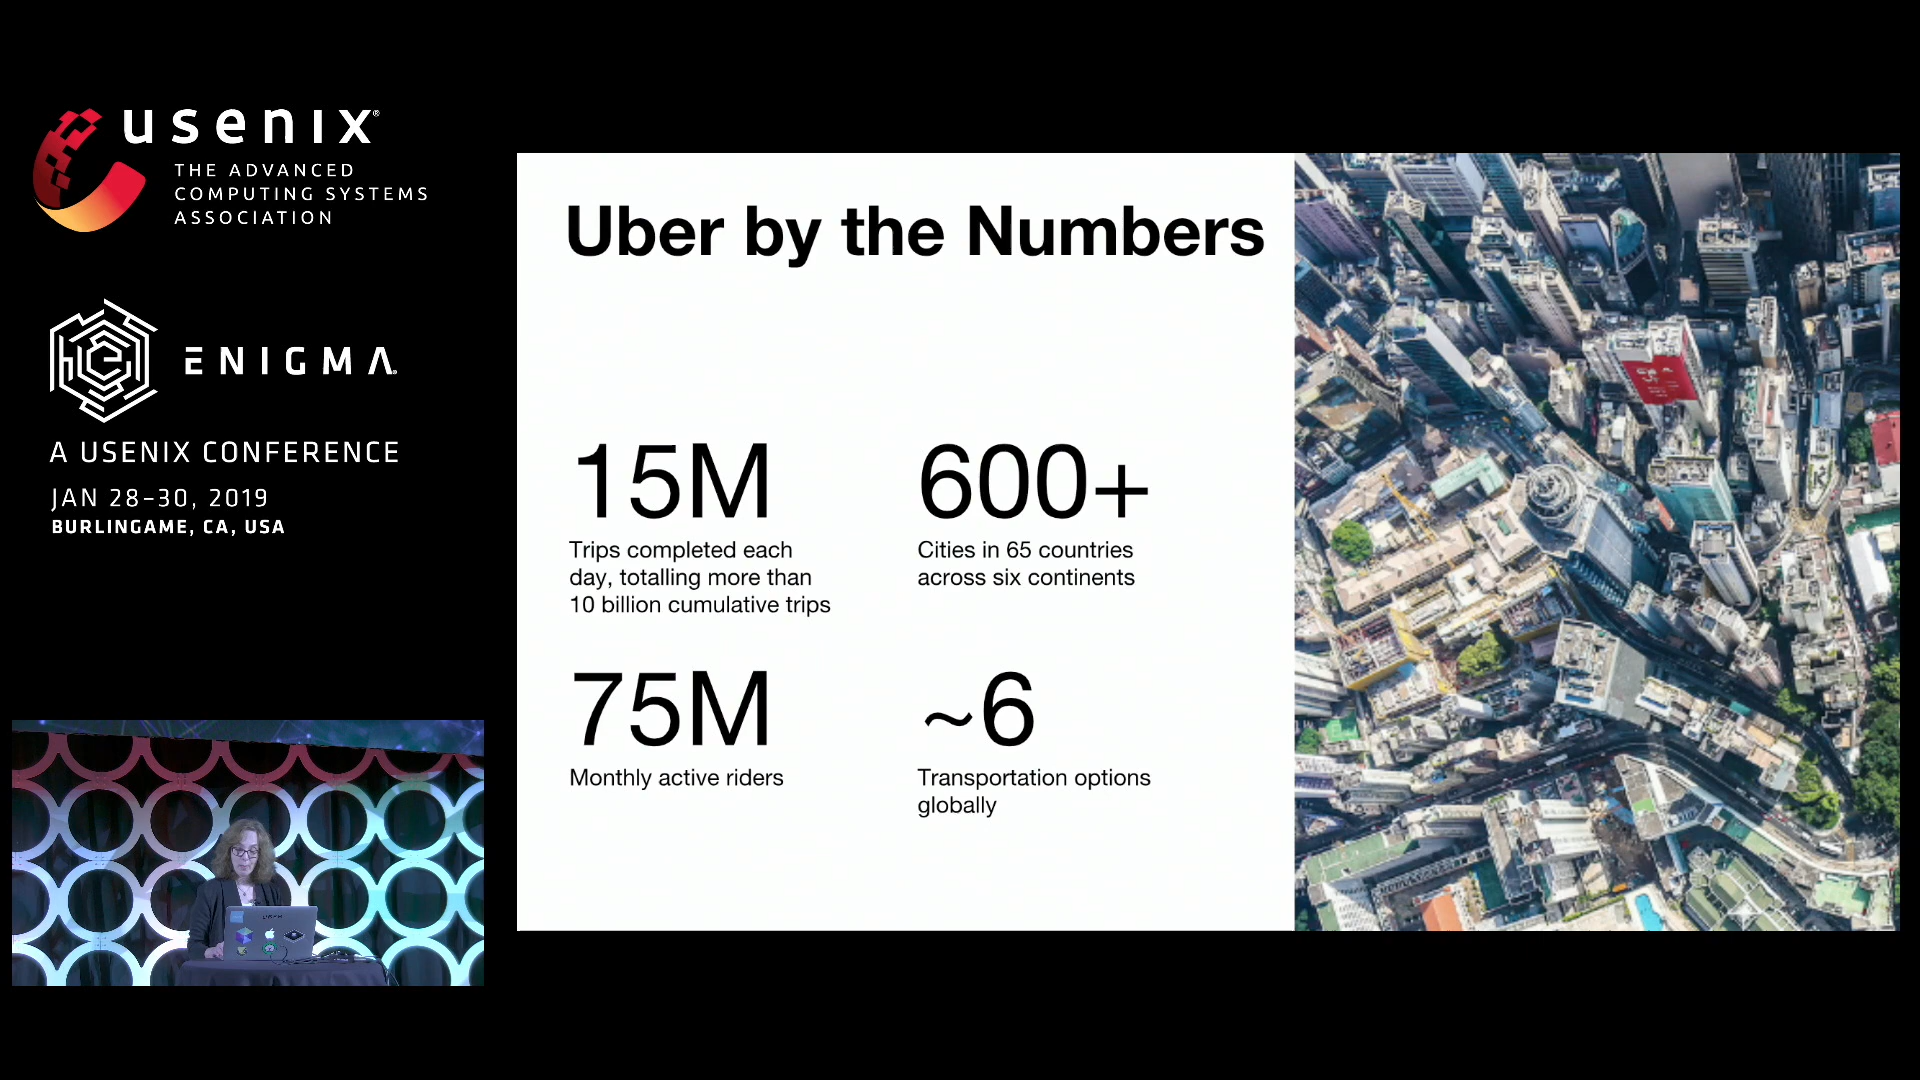 usenix®
THE ADVANCED
COMPUTING SYSTEMS
ASSOCIATION
ENIGMA
A USENIX CONFERENCE
JAN 28–30, 2019
BURLINGAME, CA, USA
Uber by the Numbers
15M
Trips completed each
day, totalling more than
10 billion cumulative trips
600+
Cities in 65 countries
across six continents
75M
Monthly active riders
~6
Transportation options
globally